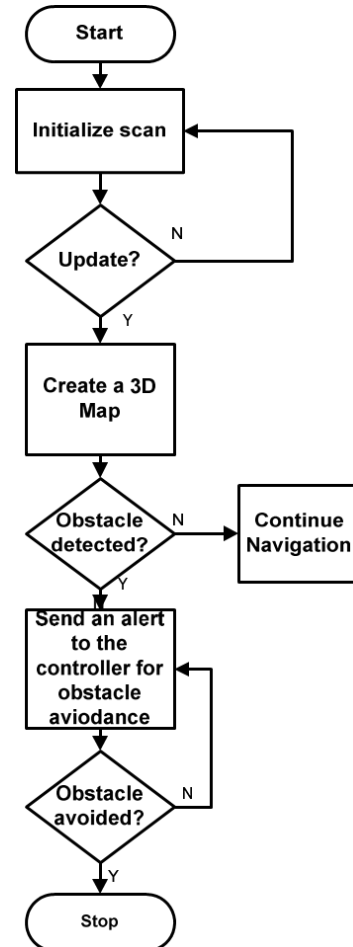 Start
Initialize scan
N
Update?
Y
Create a 3D
Map
N
Obstacle
detected?
Continue
Navigation
Y
Send an alert
to the
controller for
obstacle
aviodance
Obstacle
avoided?
N
Y
Stop